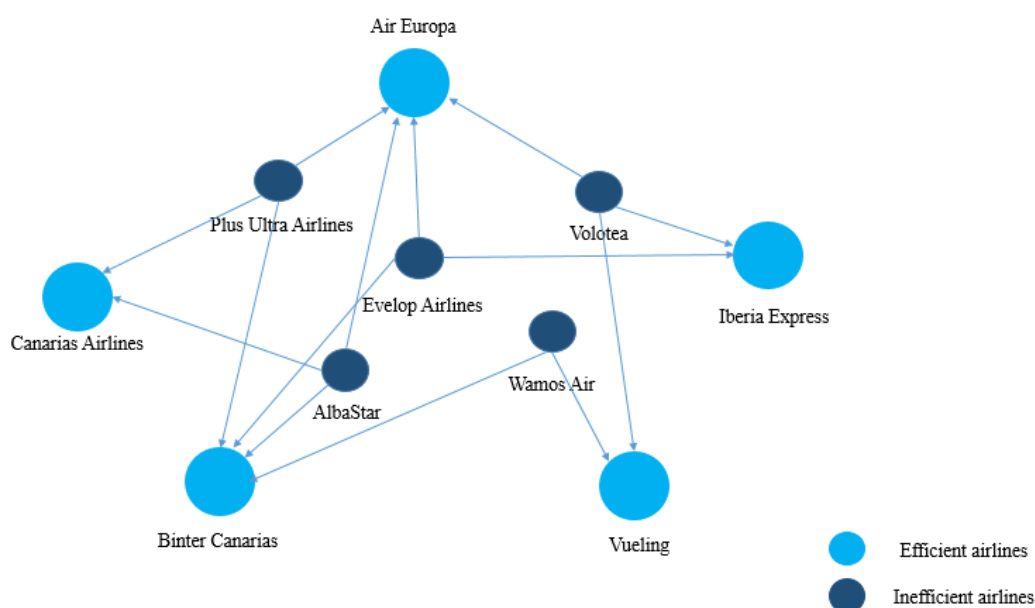 Air Europa
Plus Ultra Airlines
Volotea
Evelop Airlines
Iberia Express
Canarias Airlines
Wamos Air
AlbaStar
Binter Canarias
Vueling
Efficient airlines
Inefficient airlines